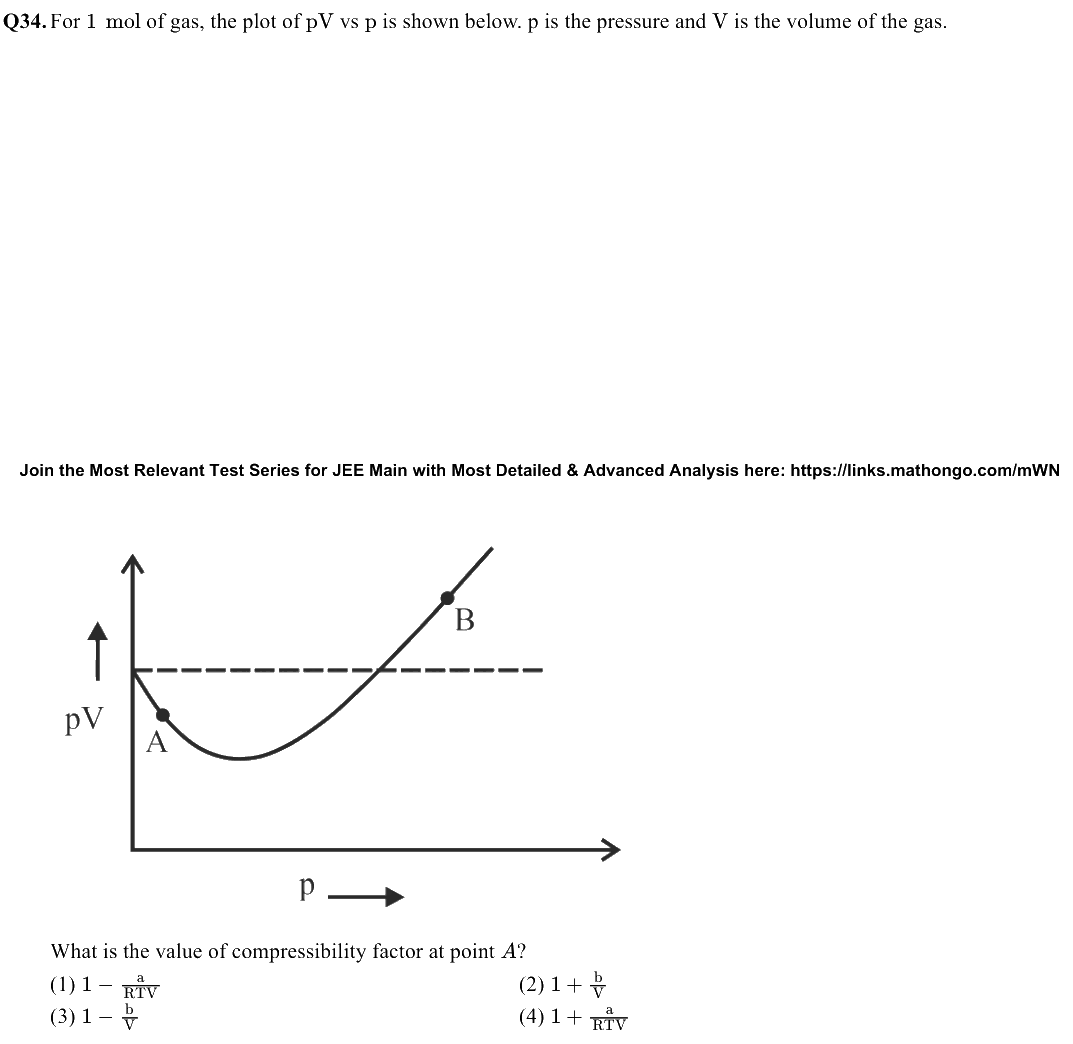 Q34. For 1 mol of gas, the plot of pV vs p is shown below. p is the pressure and V is the volume of the gas.
Join the Most Relevant Test Series for JEE Main with Most Detailed & Advanced Analysis here: https://links.mathongo.com/mWN
B
pV
A
p
What is the value of compressibility factor at point A?
(1) 1 − a/RTV (2) 1 + b/V
(3) 1 − b/V (4) 1 + a/RTV